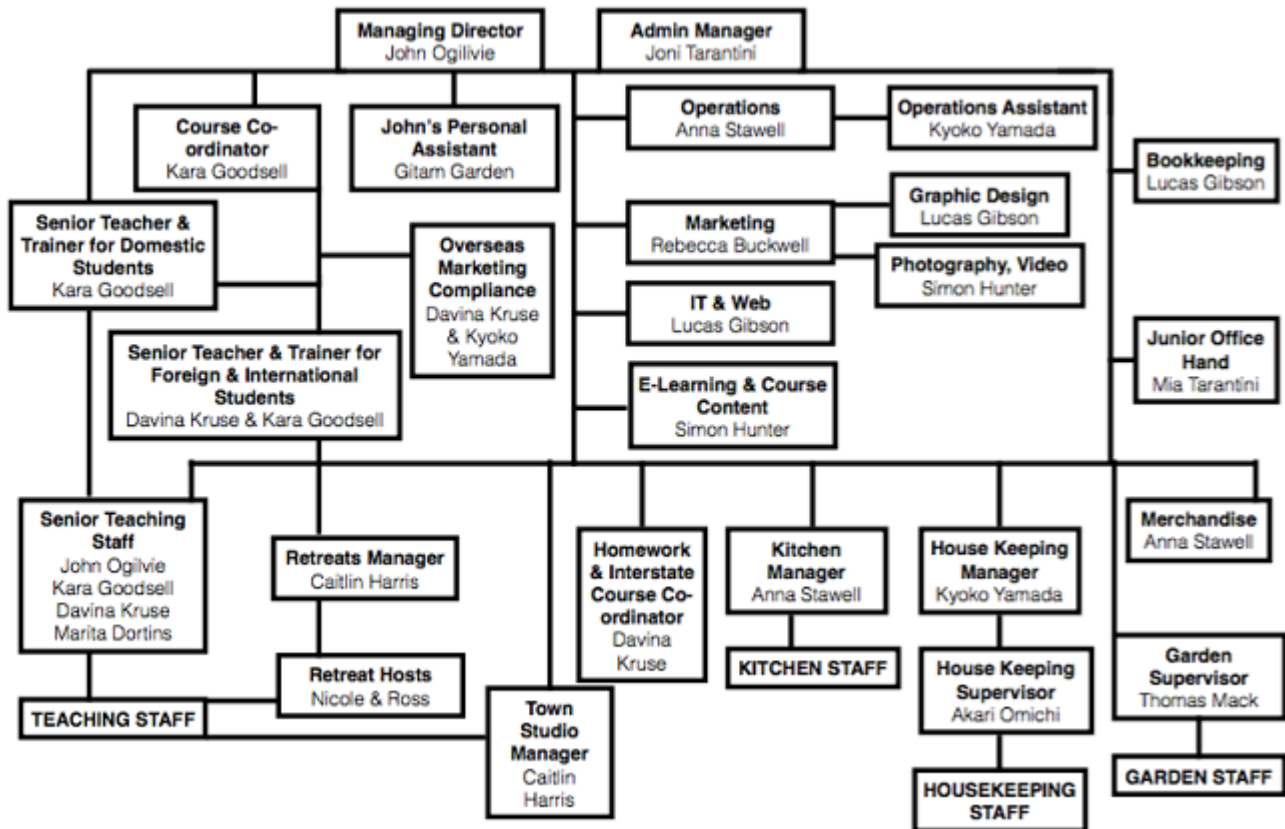 Managing Director
John Ogilivie
Admin Manager
Joni Tarantini
Course Co-
ordinator
Kara Goodsell
John's Personal
Assistant
Gitam Garden
Operations
Anna Stawell
Operations Assistant
Kyoko Yamada
Bookkeeping
Lucas Gibson
Senior Teacher &
Trainer for Domestic
Students
Kara Goodsell
Overseas
Marketing
Compliance
Davina Kruse
& Kyoko
Yamada
Marketing
Rebecca Buckwell
Graphic Design
Lucas Gibson
Photography, Video
Simon Hunter
IT & Web
Lucas Gibson
Senior Teacher & Trainer for
Foreign & International
Students
Davina Kruse & Kara Goodsell
E-Learning & Course
Content
Simon Hunter
Junior Office
Hand
Mia Tarantini
Senior Teaching
Staff
John Ogilvie
Kara Goodsell
Davina Kruse
Marita Dortins
Retreats Manager
Caitlin Harris
Homework
& Interstate
Course Co-
ordinator
Davina
Kruse
Kitchen
Manager
Anna Stawell
House Keeping
Manager
Kyoko Yamada
Merchandise
Anna Stawell
Retreat Hosts
Nicole & Ross
KITCHEN STAFF
House Keeping
Supervisor
Akari Omichi
Garden
Supervisor
Thomas Mack
TEACHING STAFF
Town
Studio
Manager
Caitlin
Harris
HOUSEKEEPING
STAFF
GARDEN STAFF